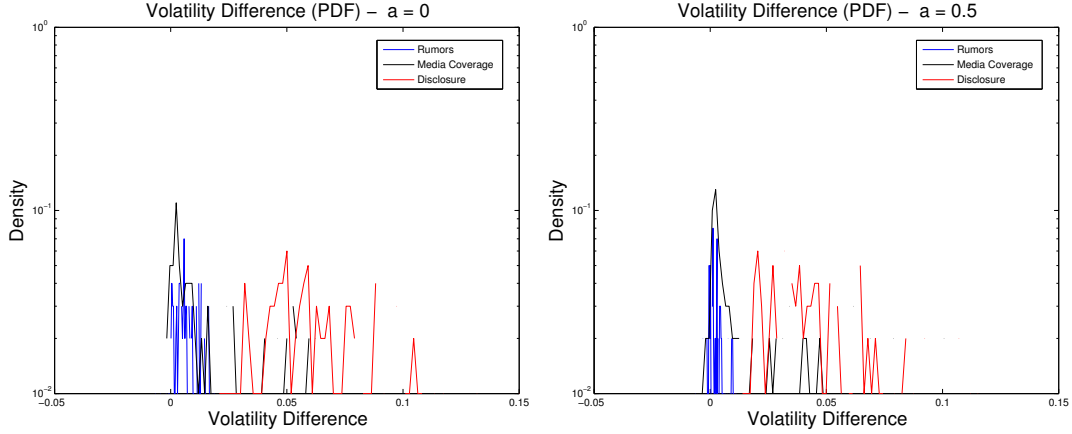 Volatility Difference (PDF) – a = 0
10^0
Rumors
Media Coverage
Disclosure
Density
10^−1
10^−2
−0.05
0
0.05
0.1
0.15
Volatility Difference
Volatility Difference (PDF) – a = 0.5
10^0
Rumors
Media Coverage
Disclosure
Density
10^−1
10^−2
−0.05
0
0.05
0.1
0.15
Volatility Difference